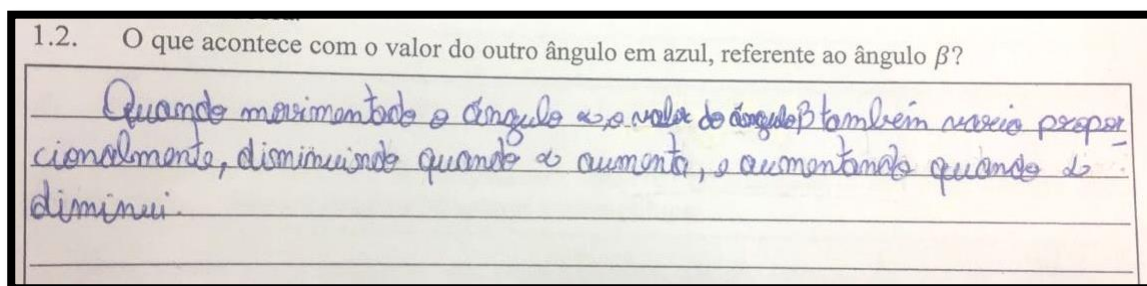 1.2. O que acontece com o valor do outro ângulo em azul, referente ao ângulo β?
Quando movimentado o ângulo α, o valor do ângulo β também varia propor
cionalmente, diminuindo quando α aumenta, e aumentando quando α
diminui.